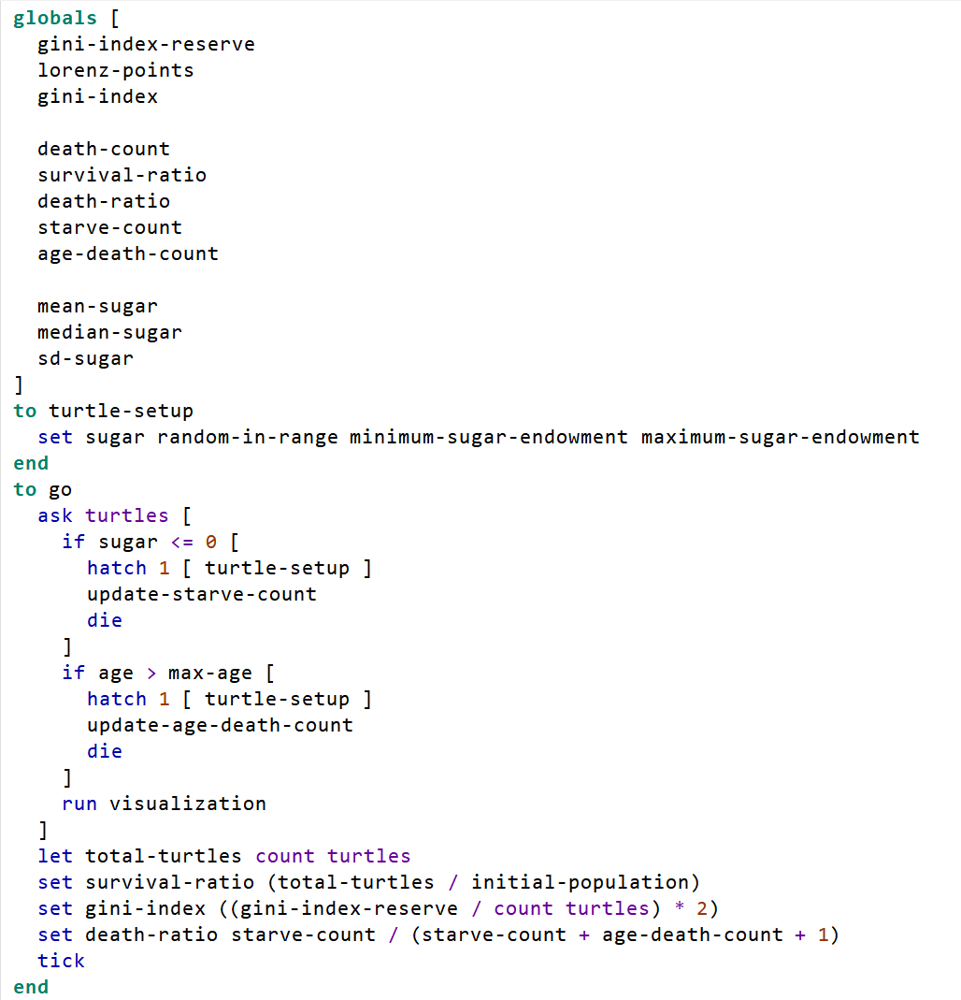 globals [
  gini-index-reserve
  lorenz-points
  gini-index

  death-count
  survival-ratio
  death-ratio
  starve-count
  age-death-count

  mean-sugar
  median-sugar
  sd-sugar
]
to turtle-setup
  set sugar random-in-range minimum-sugar-endowment maximum-sugar-endowment
end
to go
  ask turtles [
    if sugar <= 0 [
      hatch 1 [ turtle-setup ]
      update-starve-count
      die
    ]
    if age > max-age [
      hatch 1 [ turtle-setup ]
      update-age-death-count
      die
    ]
    run visualization
  ]
  let total-turtles count turtles
  set survival-ratio (total-turtles / initial-population)
  set gini-index ((gini-index-reserve / count turtles) * 2)
  set death-ratio starve-count / (starve-count + age-death-count + 1)
  tick
end